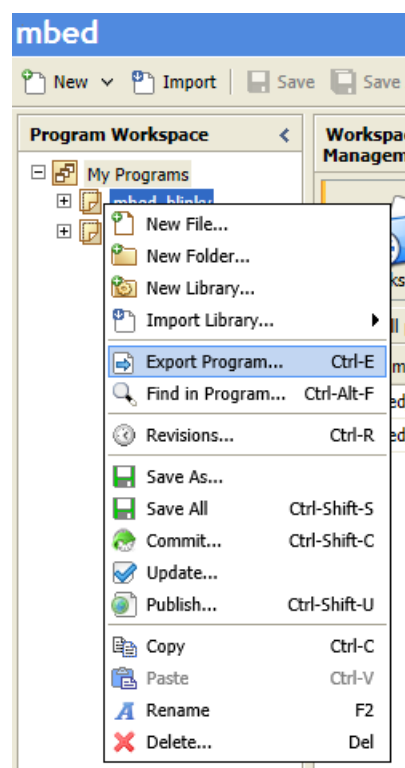 mbed
New Import Save Save
Program Workspace <
Management
My Programs
New File...
New Folder...
New Library...
Import Library...
Export Program... Ctrl-E
Find in Program... Ctrl-Alt-F
Revisions... Ctrl-R
Save As...
Save All Ctrl-Shift-S
Commit... Ctrl-Shift-C
Update...
Publish... Ctrl-Shift-U
Copy Ctrl-C
Paste Ctrl-V
Rename F2
Delete... Del